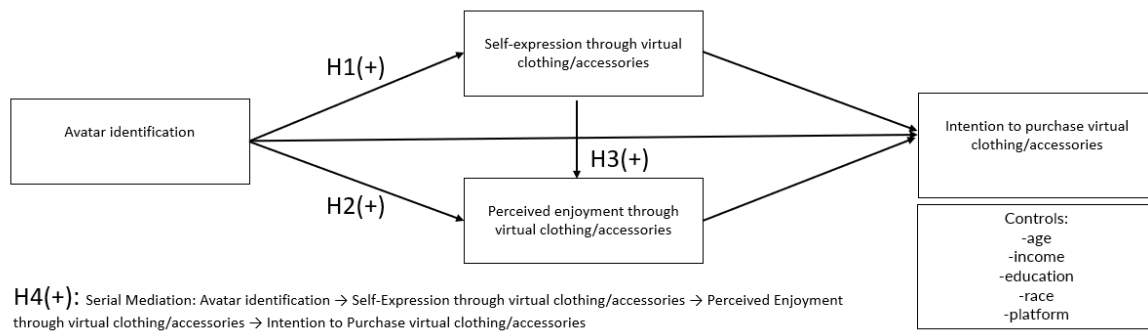 Self-expression through virtual
clothing/accessories
H1(+)
Avatar identification
Intention to purchase virtual
clothing/accessories
H3(+)
H2(+)
Perceived enjoyment through
virtual clothing/accessories
Controls:
-age
-income
-education
-race
-platform
H4(+): Serial Mediation: Avatar identification → Self-Expression through virtual clothing/accessories → Perceived Enjoyment
through virtual clothing/accessories → Intention to Purchase virtual clothing/accessories